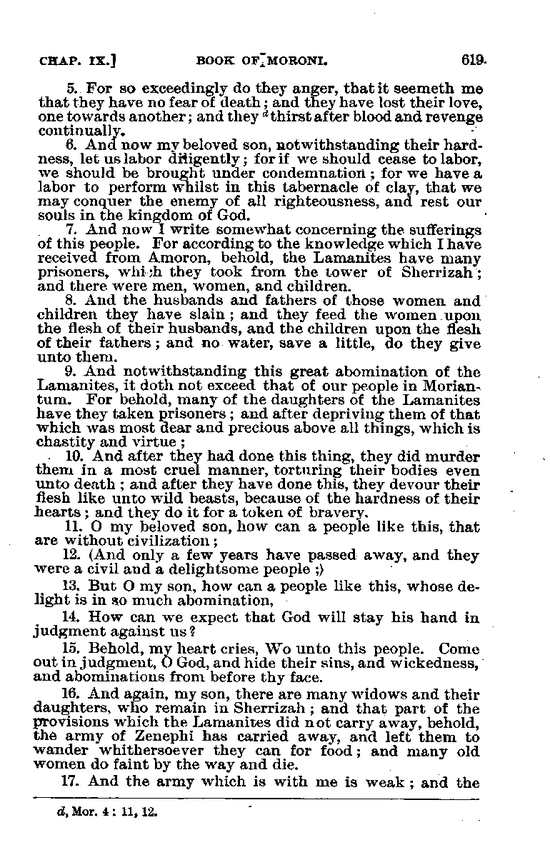 CHAP. IX.] BOOK OF MORONI. 619.
5. For so exceedingly do they anger, that it seemeth me
that they have no fear of death; and they have lost their love,
one towards another; and they ᵈthirst after blood and revenge
continually.
6. And now my beloved son, notwithstanding their hard-
ness, let us labor diligently; for if we should cease to labor,
we should be brought under condemnation; for we have a
labor to perform whilst in this tabernacle of clay, that we
may conquer the enemy of all righteousness, and rest our
souls in the kingdom of God.
7. And now I write somewhat concerning the sufferings
of this people. For according to the knowledge which I have
received from Amoron, behold, the Lamanites have many
prisoners, which they took from the tower of Sherrizah;
and there were men, women, and children.
8. And the husbands and fathers of those women and
children they have slain; and they feed the women upon
the flesh of their husbands, and the children upon the flesh
of their fathers; and no water, save a little, do they give
unto them.
9. And notwithstanding this great abomination of the
Lamanites, it doth not exceed that of our people in Morian-
tum. For behold, many of the daughters of the Lamanites
have they taken prisoners; and after depriving them of that
which was most dear and precious above all things, which is
chastity and virtue;
10. And after they had done this thing, they did murder
them in a most cruel manner, torturing their bodies even
unto death; and after they have done this, they devour their
flesh like unto wild beasts, because of the hardness of their
hearts; and they do it for a token of bravery.
11. O my beloved son, how can a people like this, that
are without civilization;
12. (And only a few years have passed away, and they
were a civil and a delightsome people;)
13. But O my son, how can a people like this, whose de-
light is in so much abomination,
14. How can we expect that God will stay his hand in
judgment against us?
15. Behold, my heart cries, Wo unto this people. Come
out in judgment, O God, and hide their sins, and wickedness,
and abominations from before thy face.
16. And again, my son, there are many widows and their
daughters, who remain in Sherrizah; and that part of the
provisions which the Lamanites did not carry away, behold,
the army of Zenephi has carried away, and left them to
wander whithersoever they can for food; and many old
women do faint by the way and die.
17. And the army which is with me is weak; and the
d, Mor. 4: 11, 12.